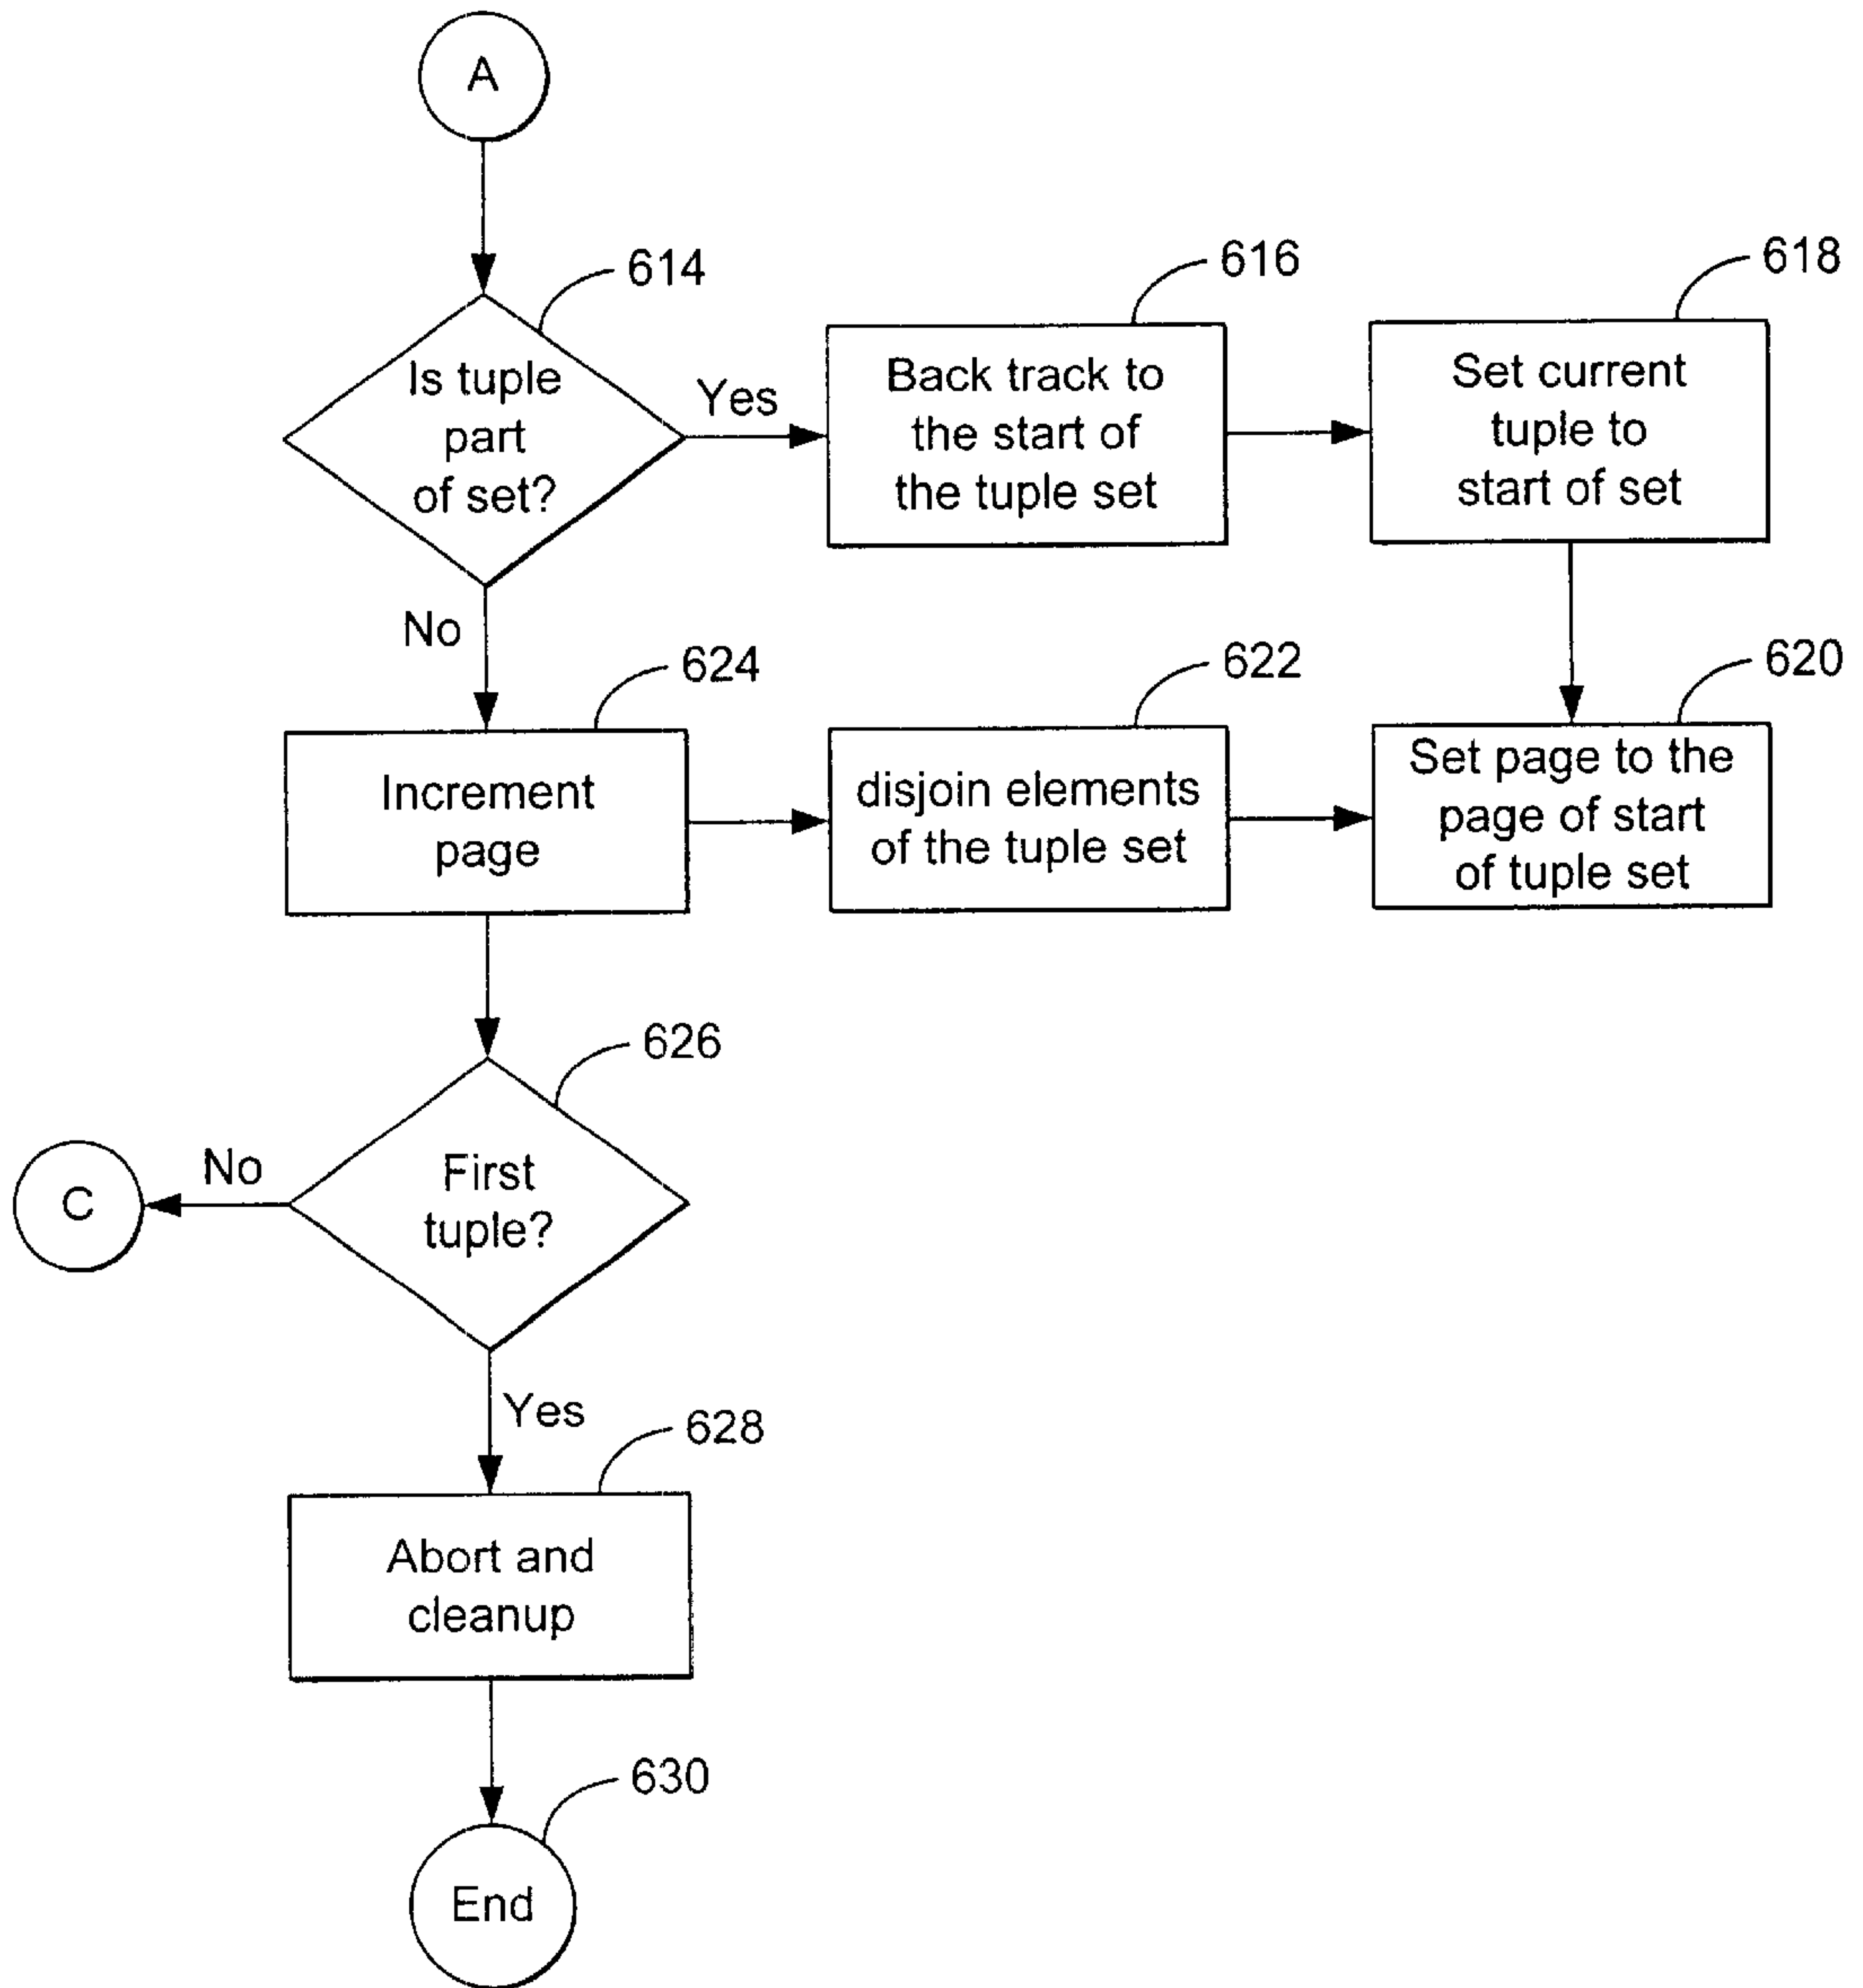 A
614
Is tuple
part
of set?
Yes
No
616
Back track to
the start of
the tuple set
618
Set current
tuple to
start of set
624
Increment
page
622
disjoin elements
of the tuple set
620
Set page to the
page of start
of tuple set
626
First
tuple?
No
C
Yes
628
Abort and
cleanup
630
End